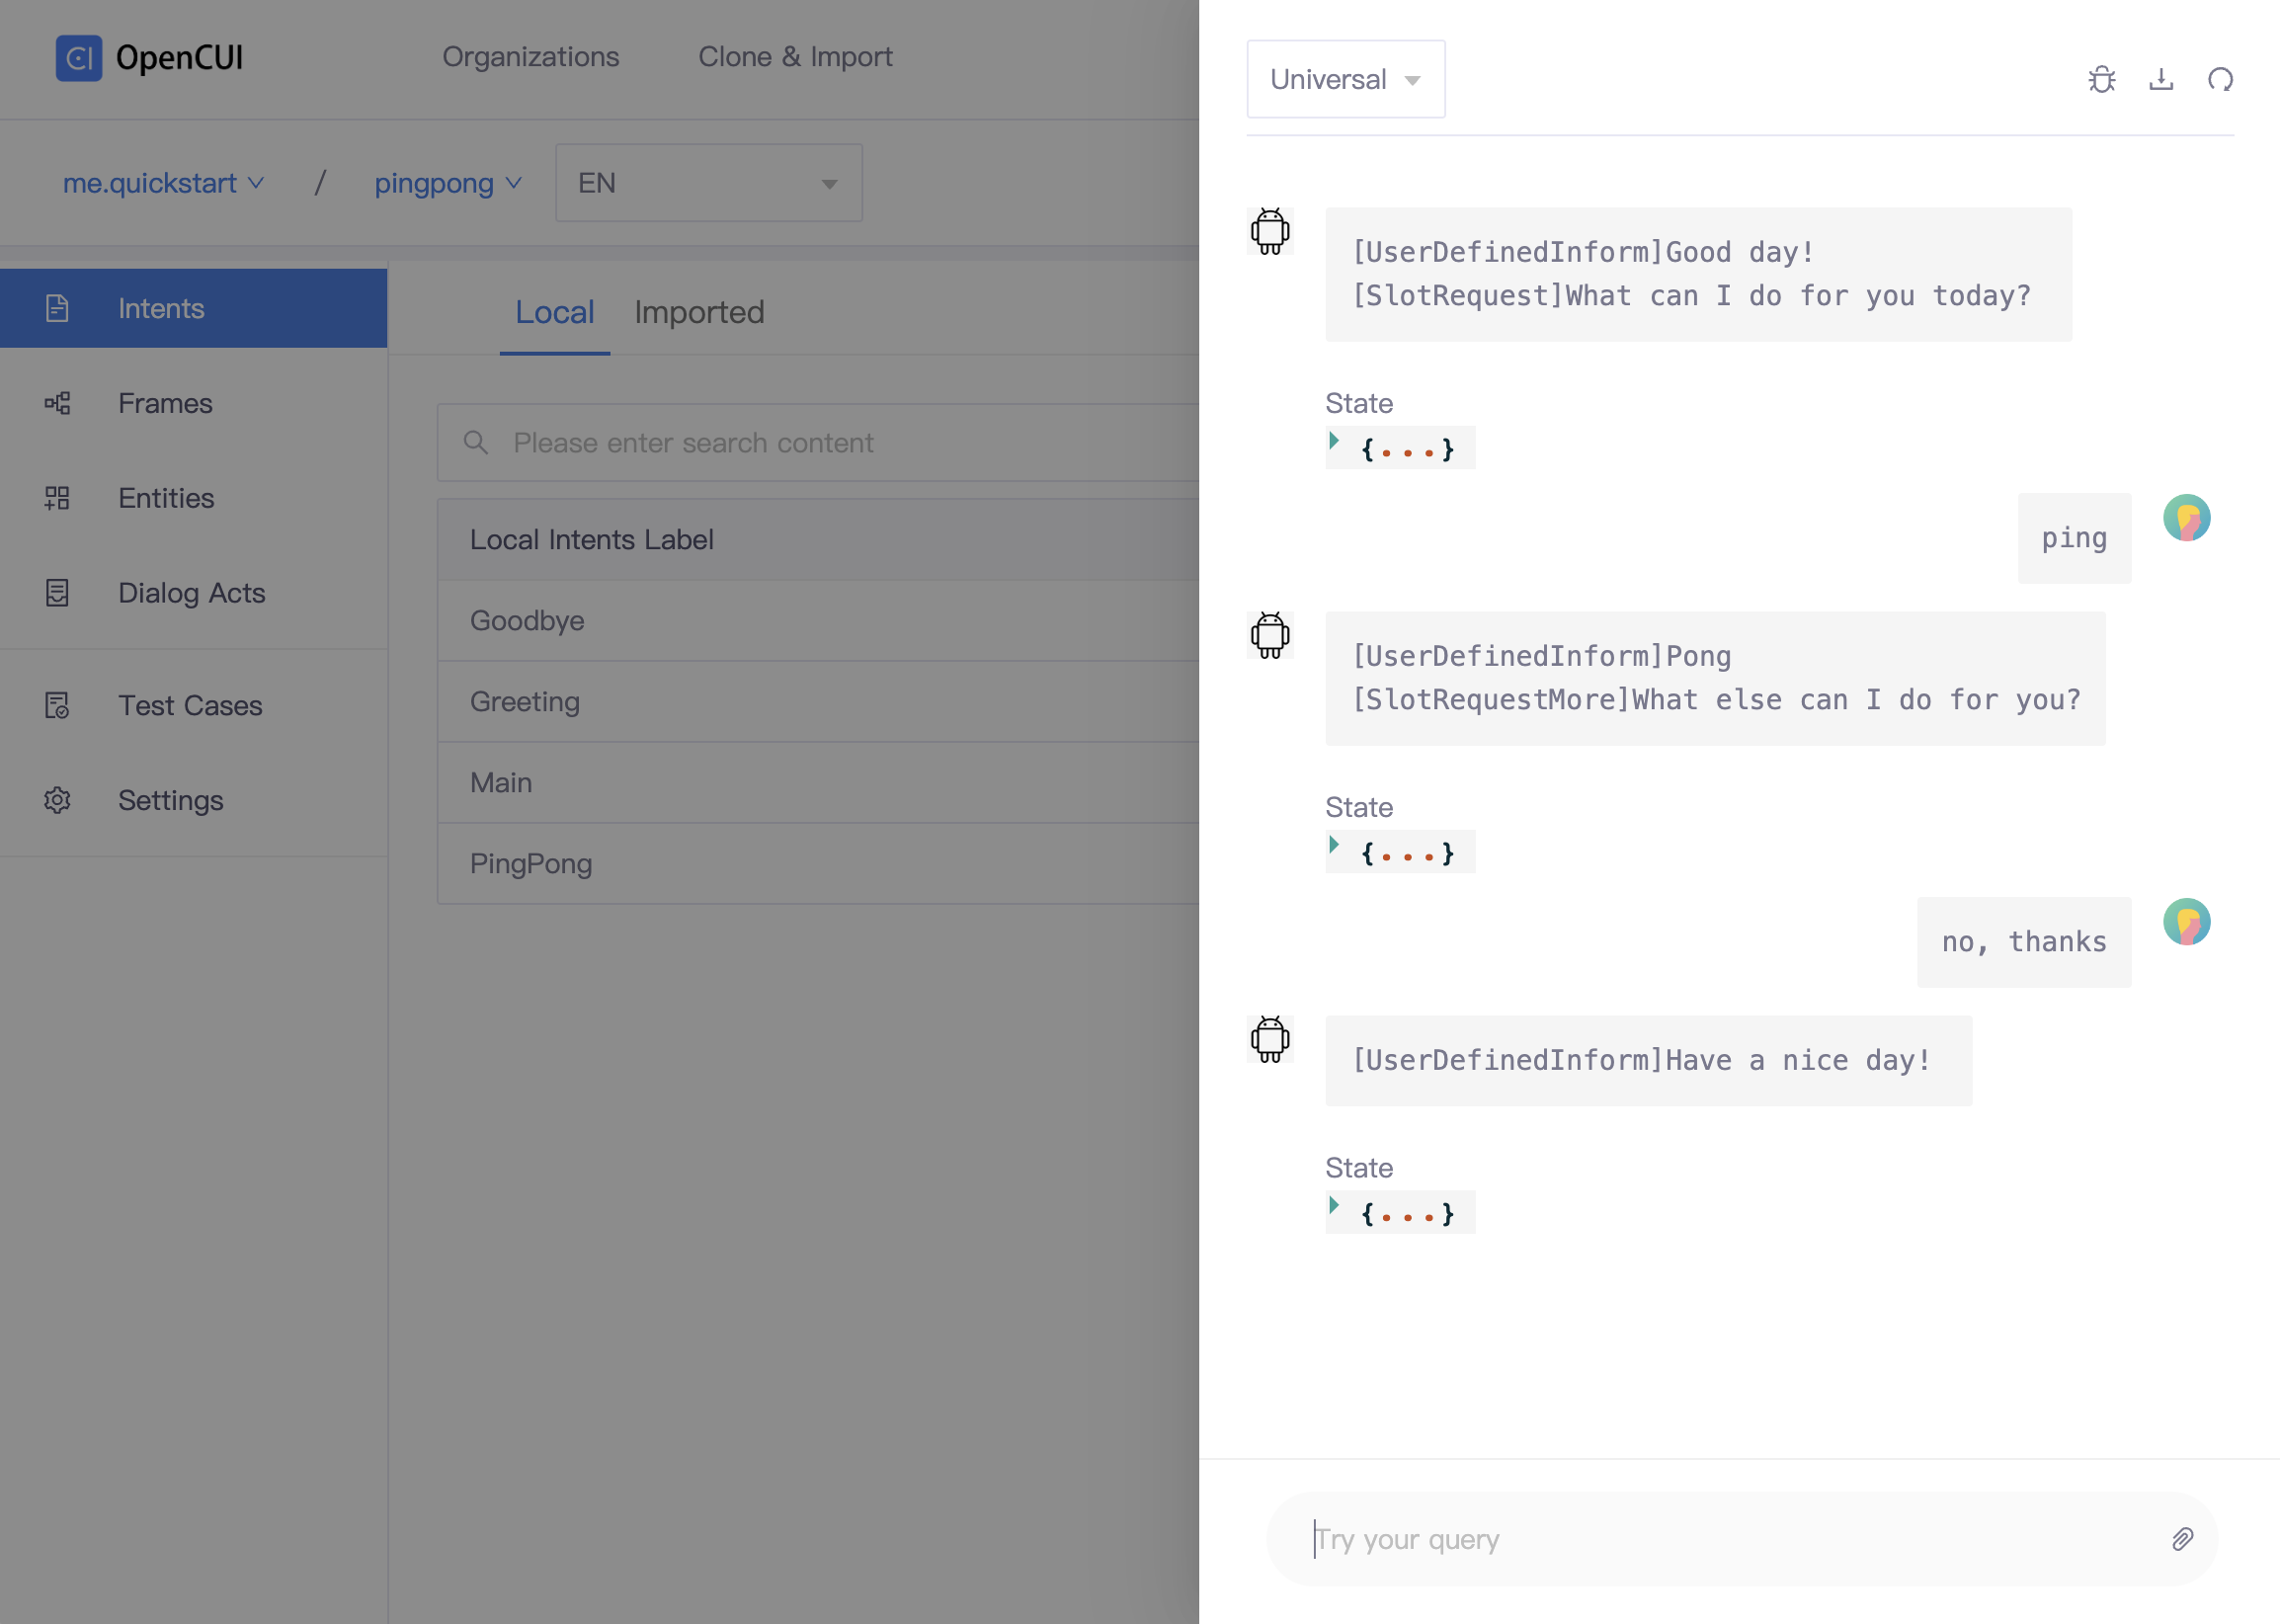 CI OpenCUI
Organizations
Clone & Import
me.quickstart
/
pingpong
EN
Intents
Frames
Entities
Dialog Acts
Test Cases
Settings
Local
Imported
Please enter search content
Local Intents Label
Goodbye
Greeting
Main
PingPong
Universal
[UserDefinedInform]Good day!
[SlotRequest]What can I do for you today?
State
{...}
ping
[UserDefinedInform]Pong
[SlotRequestMore]What else can I do for you?
State
{...}
no, thanks
[UserDefinedInform]Have a nice day!
State
{...}
Try your query